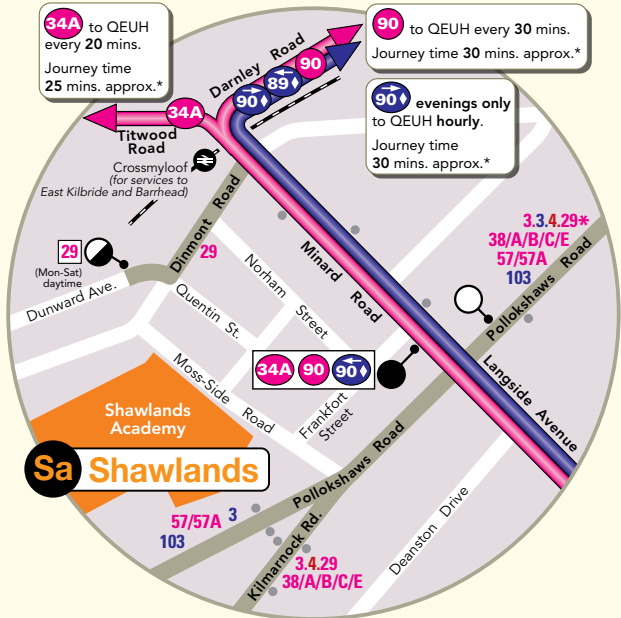 34A to QEUH
every 20 mins.
Journey time
25 mins. approx.*
90 to QEUH every 30 mins.
Journey time 30 mins. approx.*
90♦ evenings only
to QEUH hourly.
Journey time
30 mins. approx.*
Darnley Road
90
89♦
90♦
34A
Titwood
Road
Crossmyloof
(for services to
East Kilbride and Barrhead)
29
(Mon-Sat)
daytime
Dunward Ave.
Dinmont Road
29
Norham
Street
Quentin St.
Minard Road
3.3.4.29*
38/A/B/C/E
57/57A
103
Pollokshaws Road
Moss-Side Road
34A 90 90♦
Frankfort
Street
Langside Avenue
Shawlands
Academy
Sa Shawlands
Pollokshaws Road
57/57A 3
103
Kilmarnock Rd.
Deanston Drive
3.4.29
38/A/B/C/E